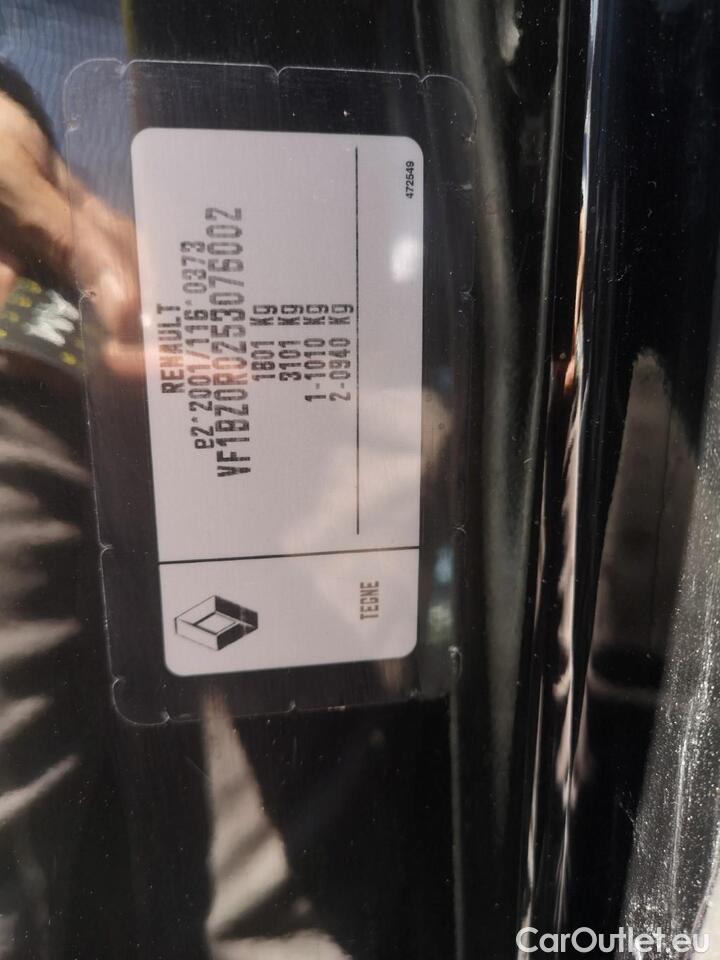 RENAULT
e2*2001/116*0373
VF1BZ0R0253076002
1801 Kg
3101 Kg
1-1010 Kg
2-0940 Kg
472549
TECNE
CarOutlet.eu